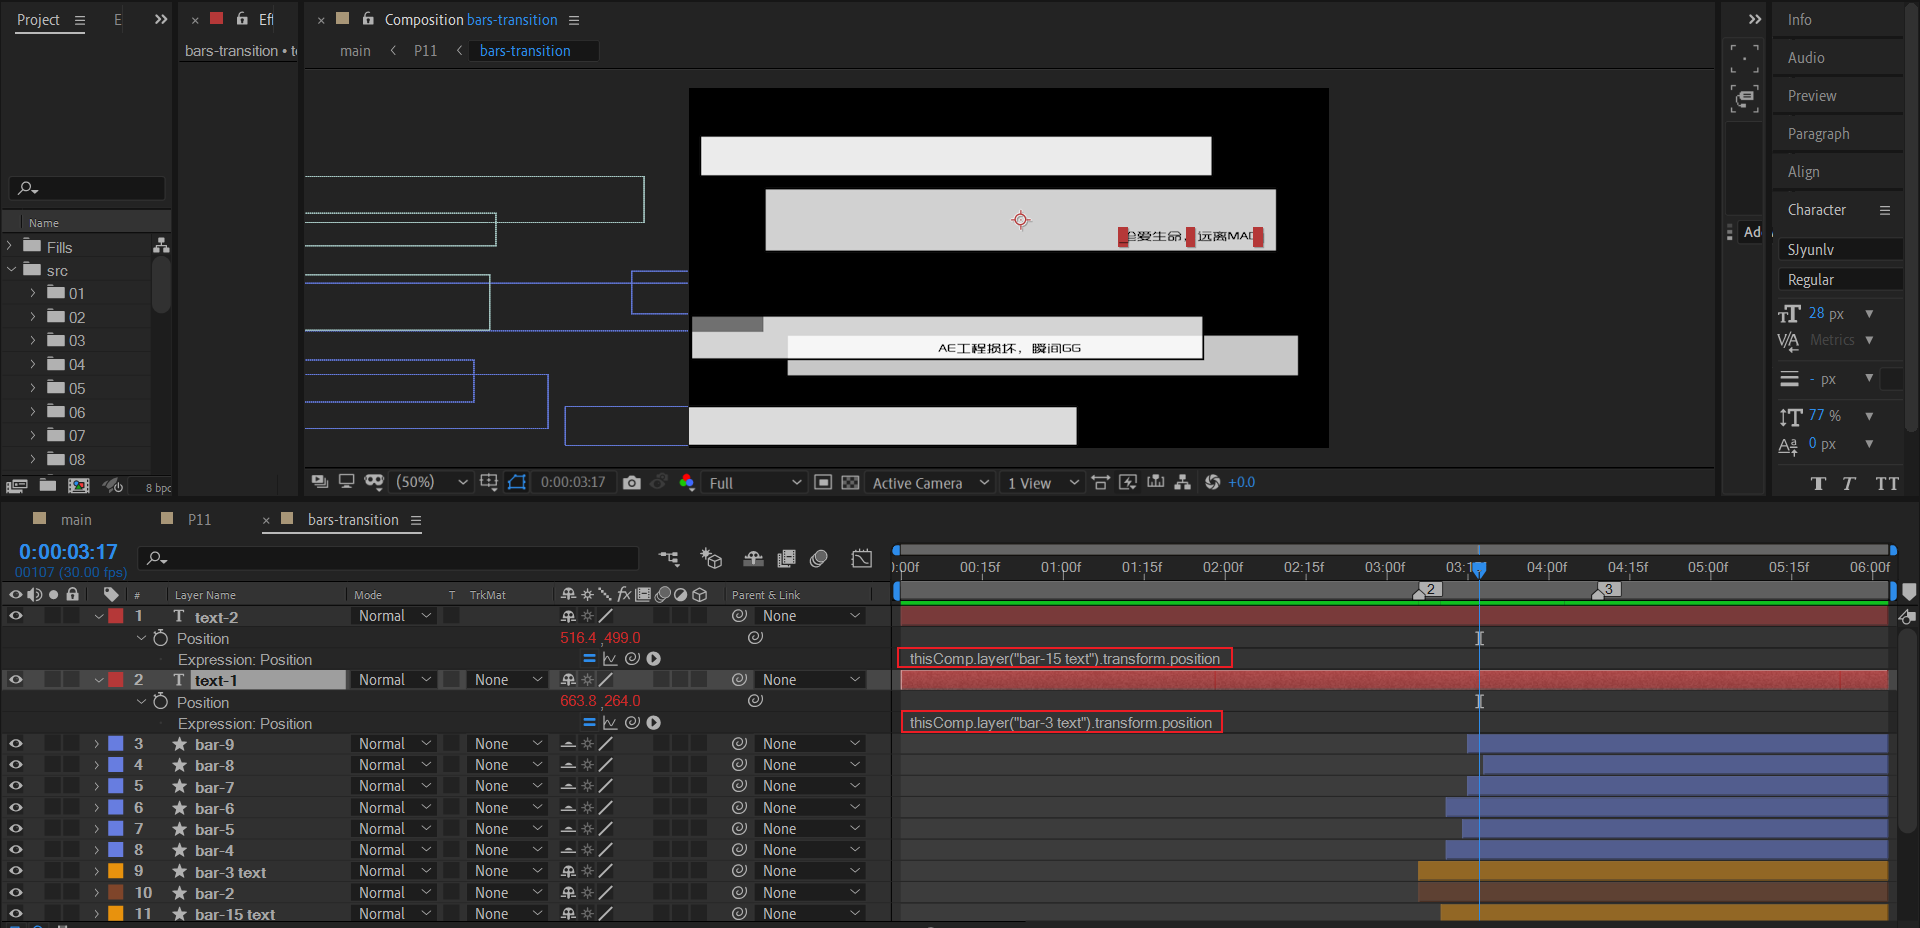 Project
E
Eff
Composition bars-transition
Info
bars-transition •
main
P11
bars-transition
Audio
Preview
Paragraph
Align
Character
Name
Fills
src
01
02
03
04
05
06
07
08
8 bpc
爱生命，远离MAD
AE工程损坏，瞬间GG
Ad
SJyunlv
Regular
28 px
Metrics
- px
77 %
0 px
T T TT
(50%)
0:00:03:17
Full
Active Camera
1 View
+0.0
main
P11
bars-transition
0:00:03:17
00107 (30.00 fps)
:00f 00:15f 01:00f 01:15f 02:00f 02:15f 03:00f 04:00f 04:15f 05:00f 05:15f 06:00f
# Layer Name Mode T TrkMat Parent & Link
2 3
1 T text-2 Normal None
Position 516.4 ,499.0
Expression: Position thisComp.layer("bar-15 text").transform.position
2 T text-1 Normal None None
Position 663.8 ,264.0
Expression: Position thisComp.layer("bar-3 text").transform.position
3 bar-9 Normal None None
4 bar-8 Normal None None
5 bar-7 Normal None None
6 bar-6 Normal None None
7 bar-5 Normal None None
8 bar-4 Normal None None
9 bar-3 text Normal None None
10 bar-2 Normal None None
11 bar-15 text Normal None None